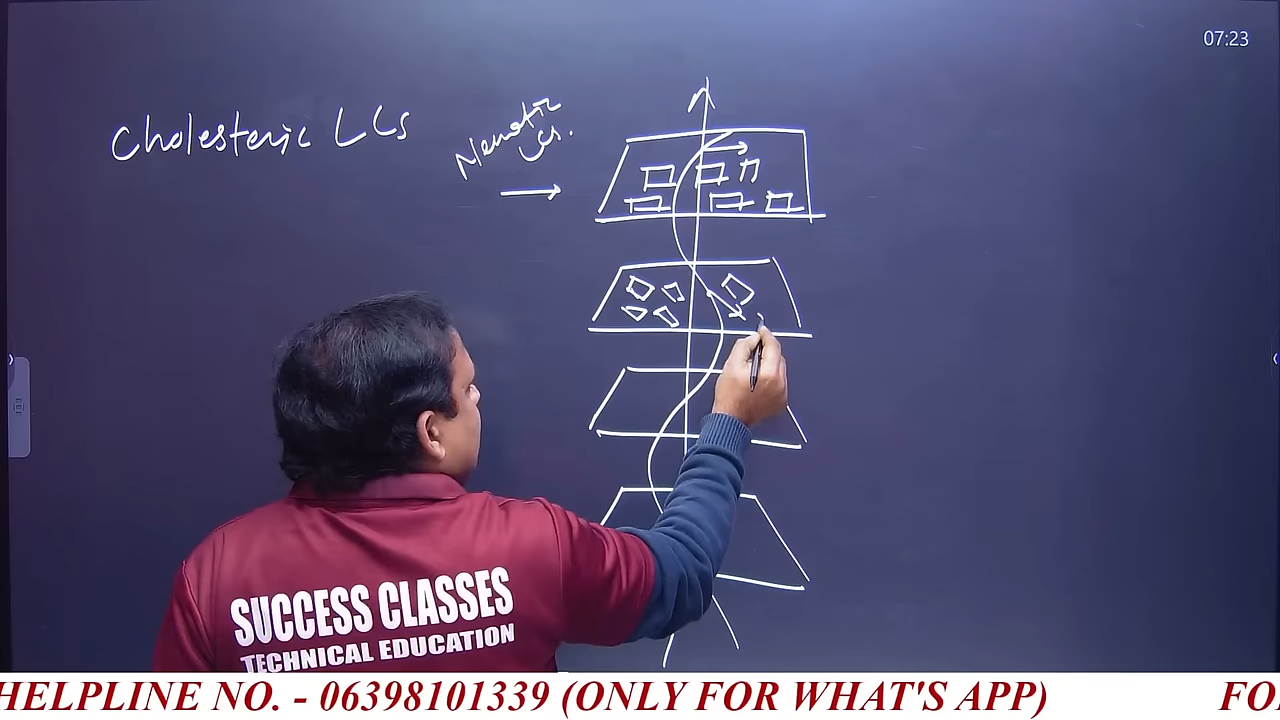 07:23
Cholesteric LCs
Nematic
LCs.
n
SUCCESS CLASSES
TECHNICAL EDUCATION
HELPLINE NO. - 06398101339 (ONLY FOR WHAT'S APP)
FO